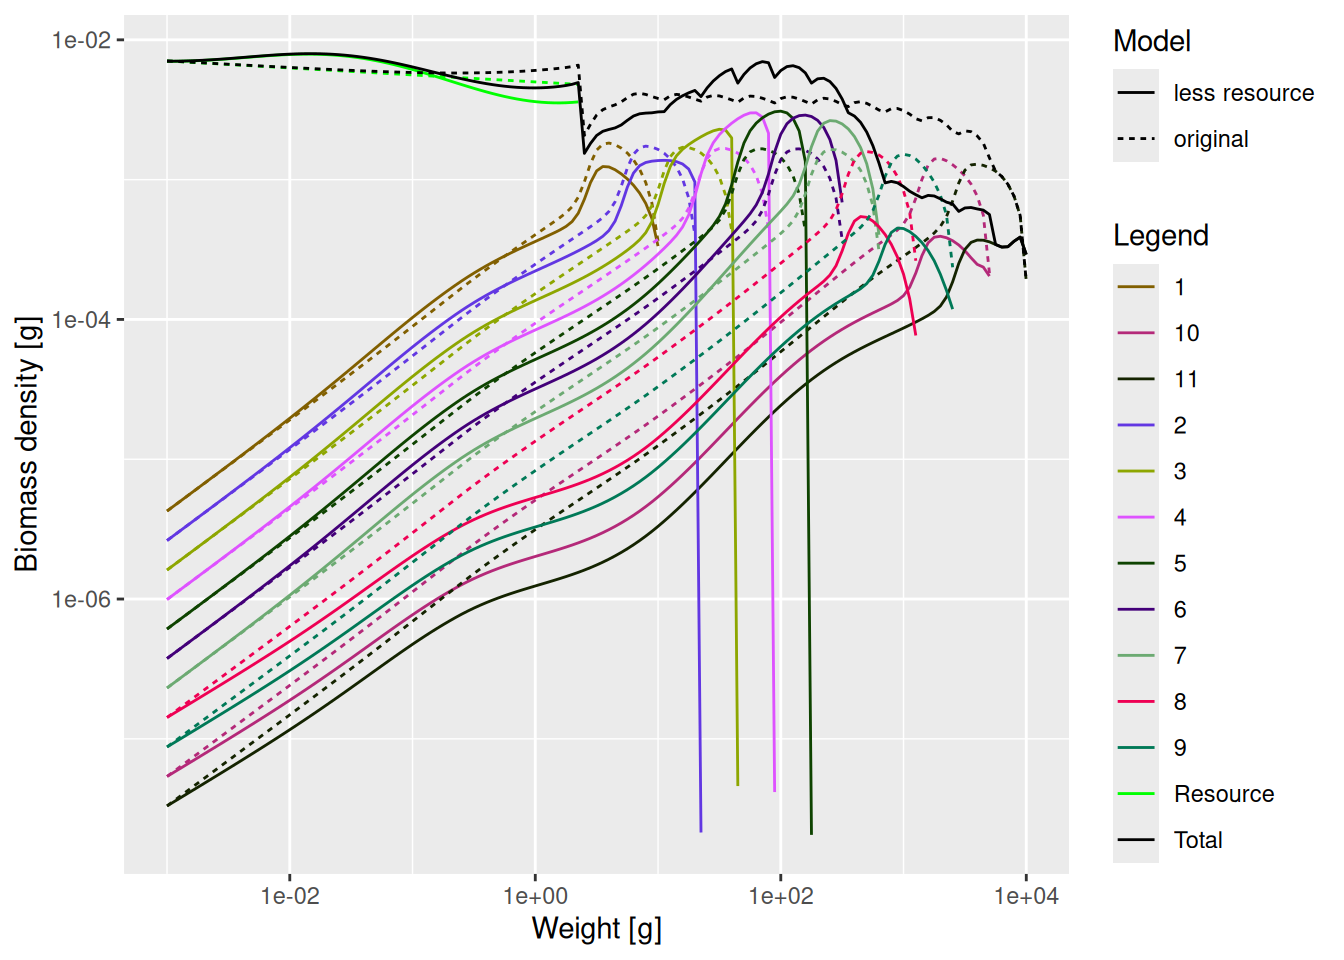 1e-02
1e-04
1e-06
Biomass density [g]
1e-02
1e+00
1e+02
1e+04
Weight [g]
Model
less resource
original
Legend
1
10
11
2
3
4
5
6
7
8
9
Resource
Total